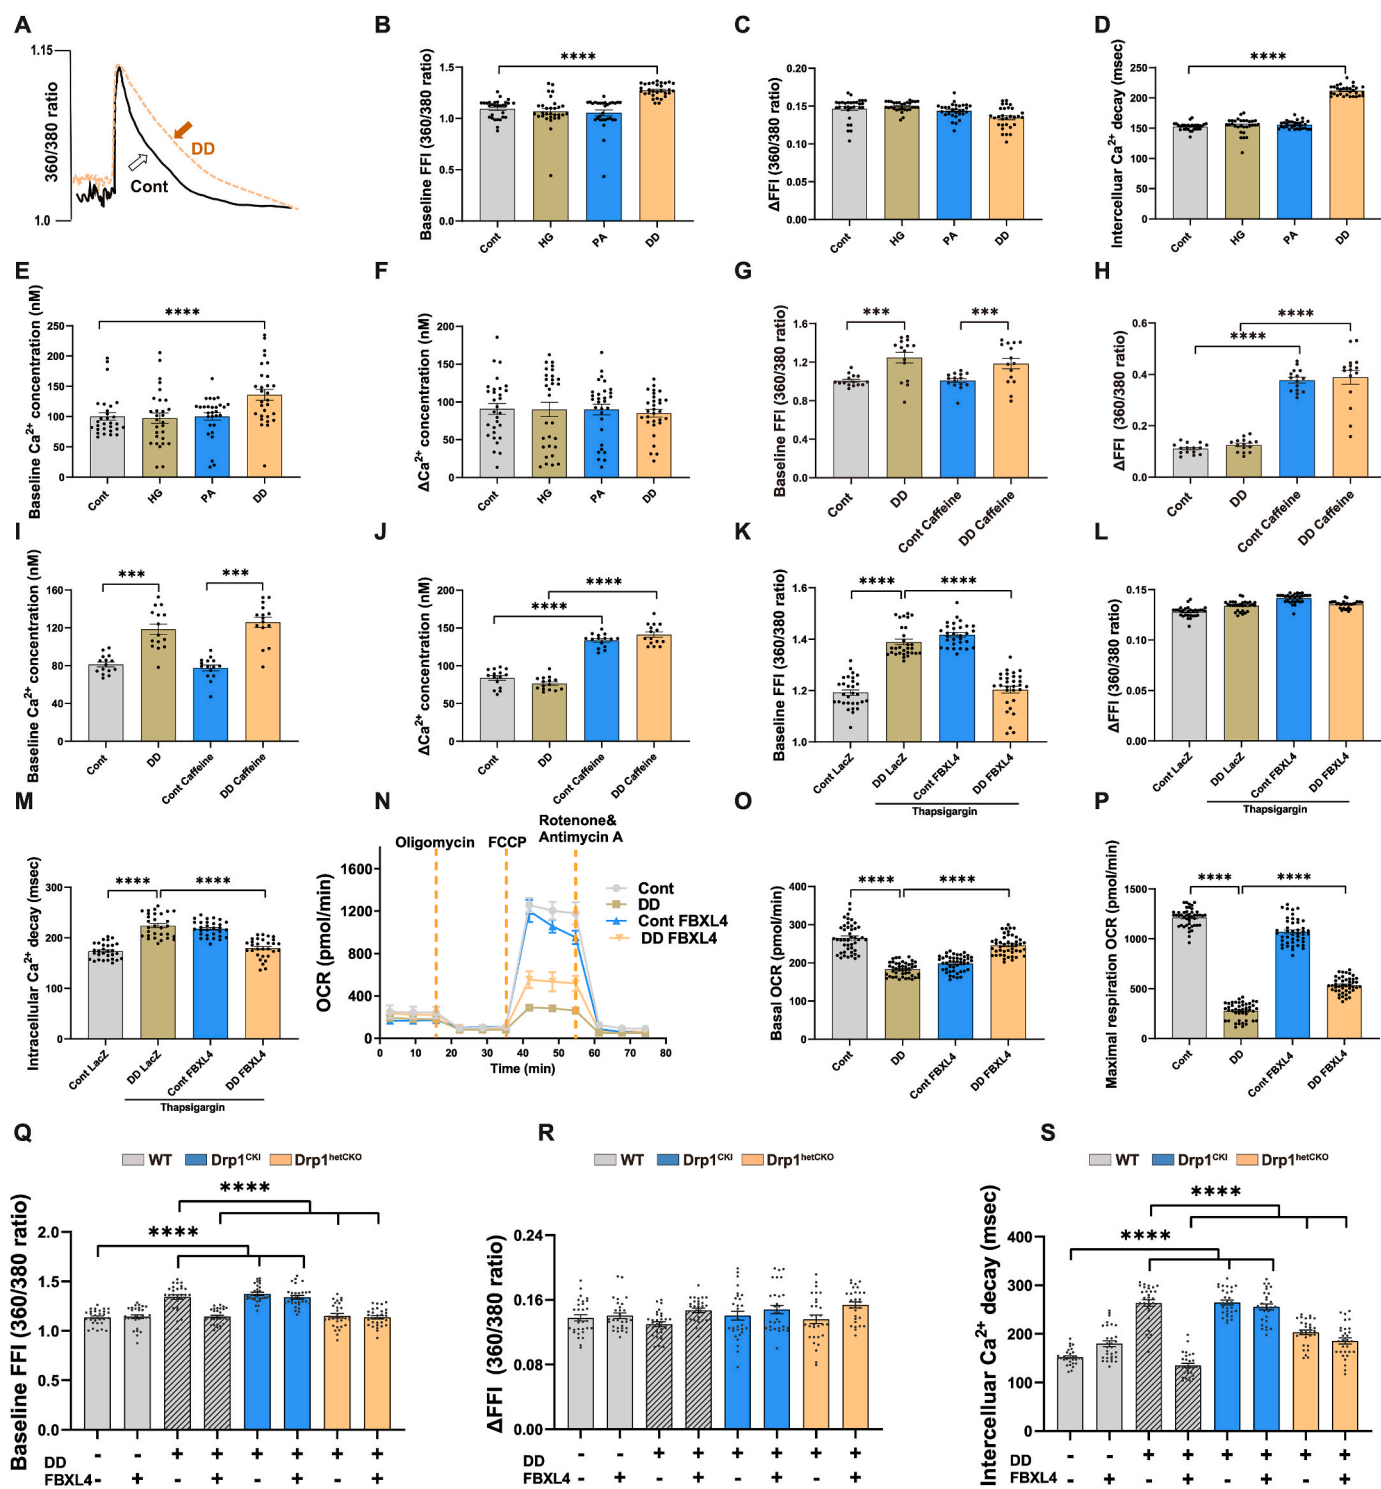 A
1.15
360/380 ratio
DD
Cont
1.0
B
****
Baseline FFI (360/380 ratio)
1.5
1.0
0.5
0.0
Cont
HG
PA
DD
C
ΔFFI (360/380 ratio)
0.20
0.15
0.10
0.05
0.00
Cont
HG
PA
DD
D
****
Intercelluar Ca²⁺ decay (msec)
250
200
150
100
50
0
Cont
HG
PA
DD
E
****
Baseline Ca²⁺ concentration (nM)
250
200
150
100
50
0
Cont
HG
PA
DD
F
ΔCa²⁺ concentration (nM)
200
150
100
50
0
Cont
HG
PA
DD
G
***
***
Baseline FFI (360/380 ratio)
1.6
1.2
0.8
0.4
0.0
Cont
DD
Cont Caffeine
DD Caffeine
H
****
****
ΔFFI (360/380 ratio)
0.6
0.4
0.2
0.0
Cont
DD
Cont Caffeine
DD Caffeine
I
***
***
Baseline Ca²⁺ concentration (nM)
160
120
80
40
0
Cont
DD
Cont Caffeine
DD Caffeine
J
****
****
ΔCa²⁺ concentration (nM)
200
150
100
50
0
Cont
DD
Cont Caffeine
DD Caffeine
K
****
****
Baseline FFI (360/380 ratio)
1.6
1.4
1.2
1.0
Cont LacZ
DD LacZ
Cont FBXL4
DD FBXL4
Thapsigargin
L
ΔFFI (360/380 ratio)
0.15
0.10
0.05
0.00
Cont LacZ
DD LacZ
Cont FBXL4
DD FBXL4
Thapsigargin
M
****
****
Intracellular Ca²⁺ decay (msec)
300
200
100
0
Cont LacZ
DD LacZ
Cont FBXL4
DD FBXL4
Thapsigargin
N
Oligomycin
FCCP
Rotenone&
Antimycin A
OCR (pmol/min)
1600
1200
800
400
0
0 10 20 30 40 50 60 70 80
Time (min)
Cont
DD
Cont FBXL4
DD FBXL4
O
****
****
Basal OCR (pmol/min)
400
300
200
100
0
Cont
DD
Cont FBXL4
DD FBXL4
P
****
****
Maximal respiration OCR (pmol/min)
1500
1000
500
0
Cont
DD
Cont FBXL4
DD FBXL4
Q
WT Drp1ᶜᴷᴵ Drp1ʰᵉᵗᶜᴷᴼ
****
****
Baseline FFI (360/380 ratio)
2.0
1.5
1.0
0.5
0.0
DD - - + + + + + +
FBXL4 - + - + - + - +
R
WT Drp1ᶜᴷᴵ Drp1ʰᵉᵗᶜᴷᴼ
ΔFFI (360/380 ratio)
0.24
0.16
0.08
0.00
DD - - + + + + + +
FBXL4 - + - + - + - +
S
WT Drp1ᶜᴷᴵ Drp1ʰᵉᵗᶜᴷᴼ
****
****
Intercelluar Ca²⁺ decay (msec)
400
300
200
100
0
DD - - + + + + + +
FBXL4 - + - + - + - +